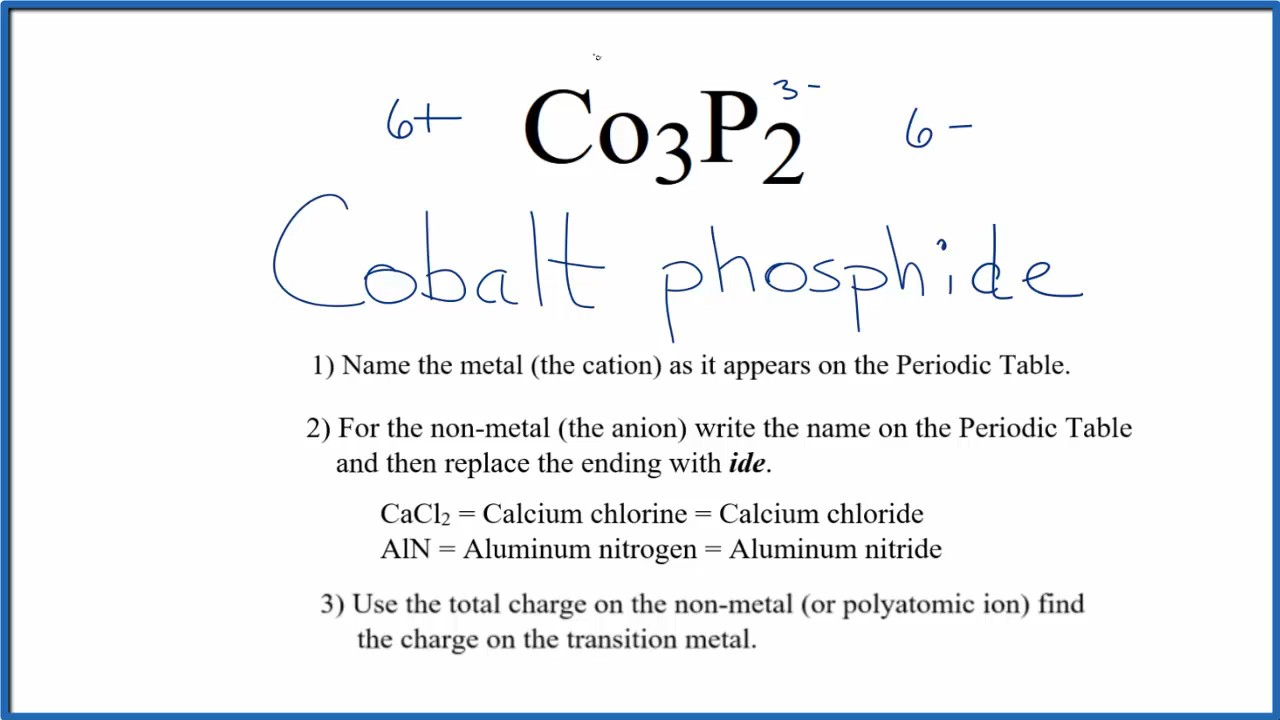 6+ Co₃P₂ 3- 6-
Cobalt phosphide
1) Name the metal (the cation) as it appears on the Periodic Table.
2) For the non-metal (the anion) write the name on the Periodic Table
and then replace the ending with ide.
CaCl₂ = Calcium chlorine = Calcium chloride
AlN = Aluminum nitrogen = Aluminum nitride
3) Use the total charge on the non-metal (or polyatomic ion) find
the charge on the transition metal.